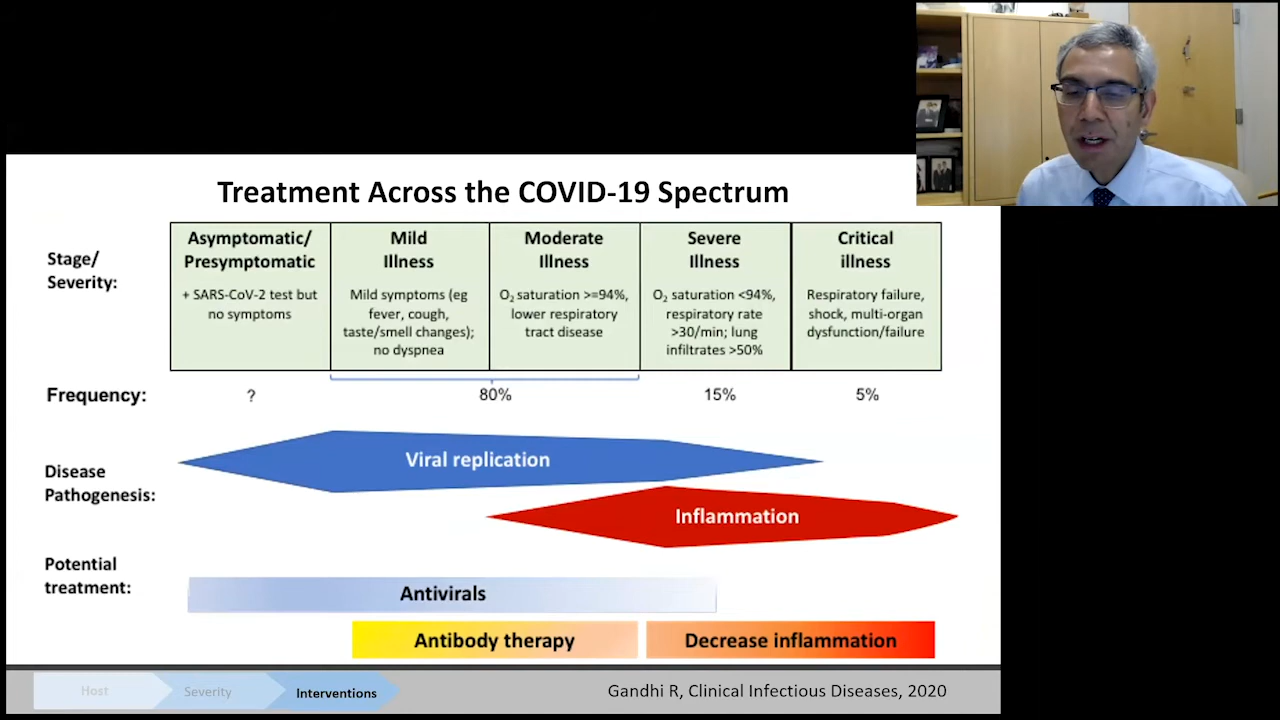 Treatment Across the COVID-19 Spectrum
Stage/
Severity:
Asymptomatic/
Presymptomatic
+ SARS-CoV-2 test but
no symptoms
Mild
Illness
Mild symptoms (eg
fever, cough,
taste/smell changes);
no dyspnea
Moderate
Illness
O₂ saturation >=94%,
lower respiratory
tract disease
Severe
Illness
O₂ saturation <94%,
respiratory rate
>30/min; lung
infiltrates >50%
Critical
illness
Respiratory failure,
shock, multi-organ
dysfunction/failure
Frequency:
?
80%
15%
5%
Disease
Pathogenesis:
Viral replication
Inflammation
Potential
treatment:
Antivirals
Antibody therapy
Decrease inflammation
Host
Severity
Interventions
Gandhi R, Clinical Infectious Diseases, 2020